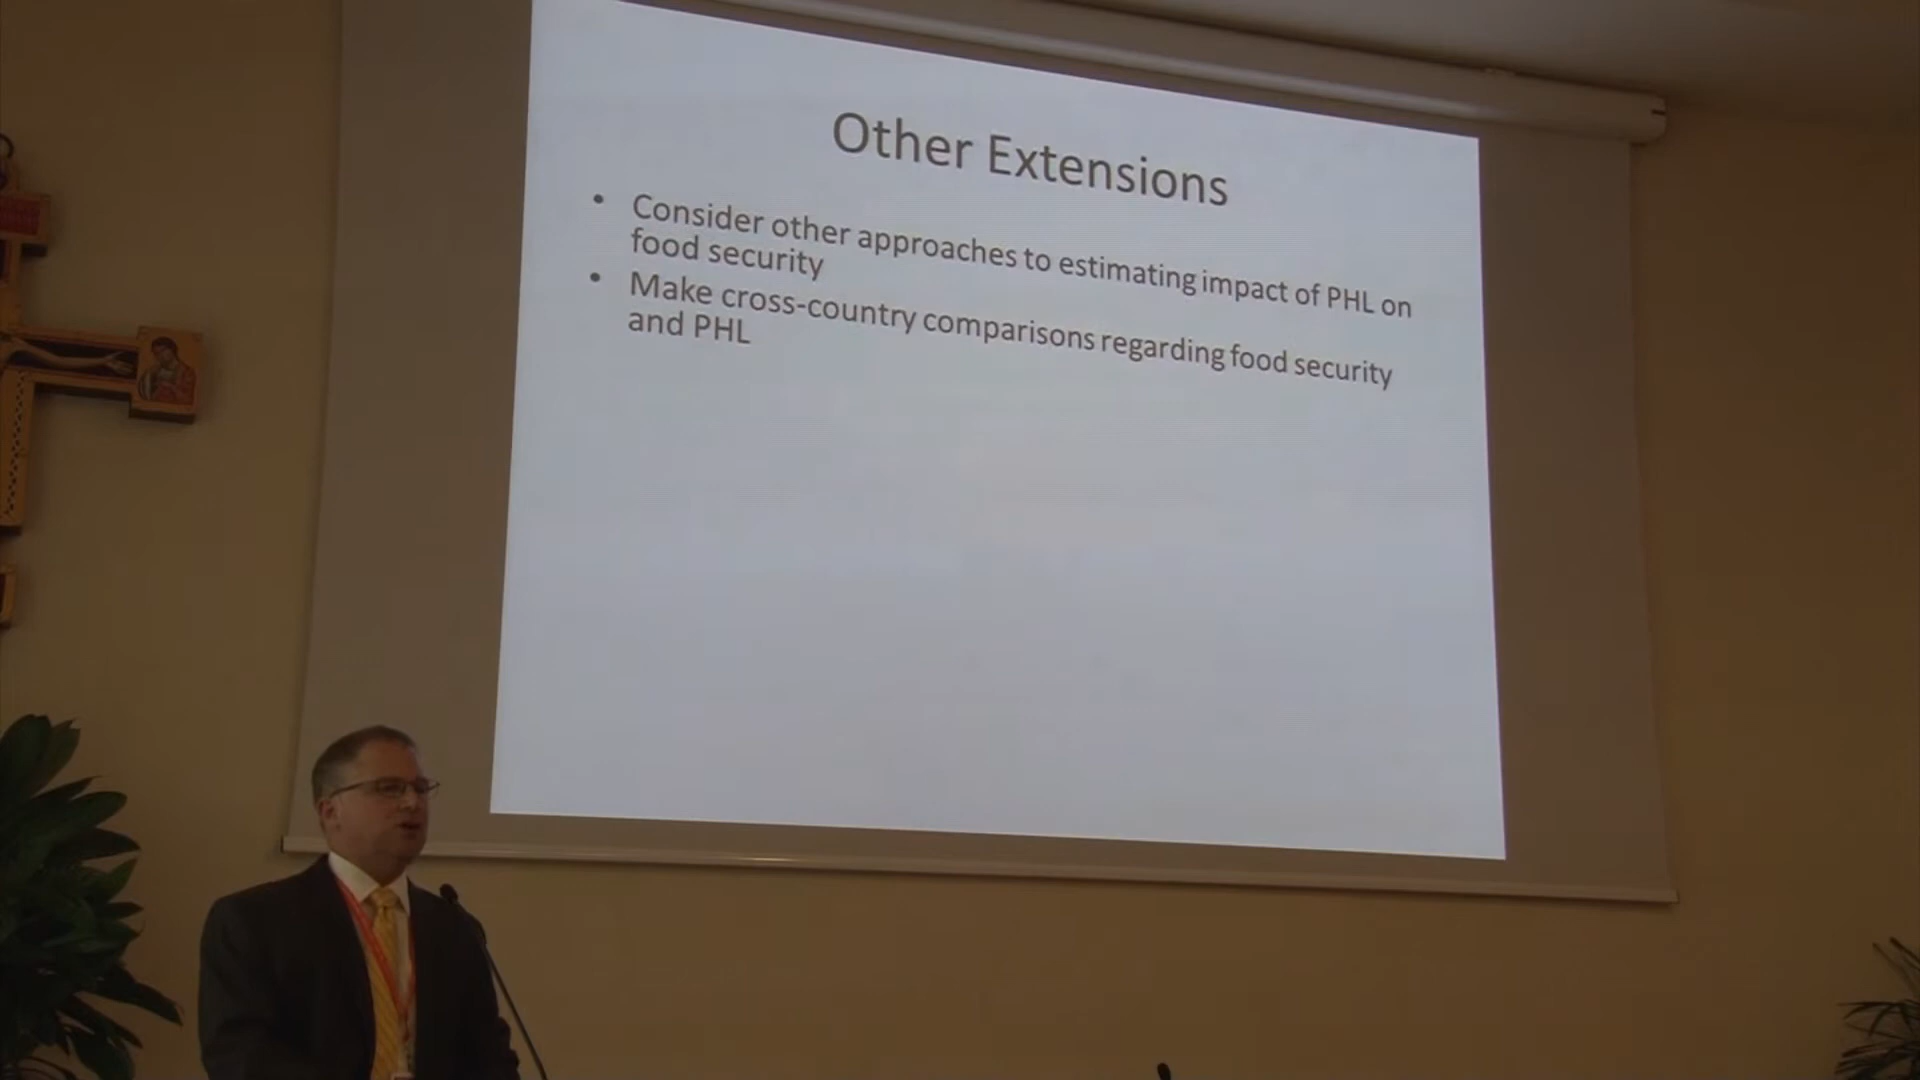 Other Extensions
• Consider other approaches to estimating impact of PHL on
food security
• Make cross-country comparisons regarding food security
and PHL